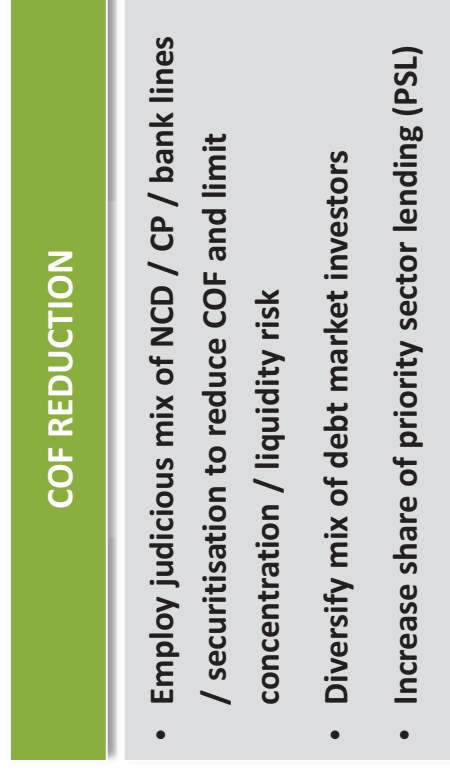 COF REDUCTION
• Employ judicious mix of NCD / CP / bank lines
/ securitisation to reduce COF and limit
concentration / liquidity risk
• Diversify mix of debt market investors
• Increase share of priority sector lending (PSL)